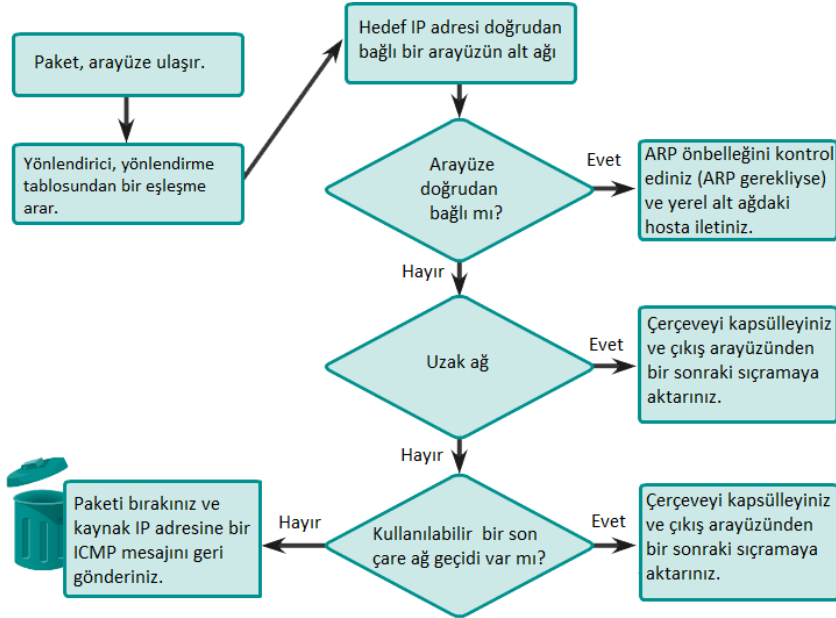 Paket, arayüze ulaşır.
Yönlendirici, yönlendirme
tablosundan bir eşleşme
arar.
Hedef IP adresi doğrudan
bağlı bir arayüzün alt ağı
Arayüze
doğrudan
bağlı mı?
Evet
ARP önbelleğini kontrol
ediniz (ARP gerekliyse)
ve yerel alt ağdaki
hosta iletiniz.
Hayır
Uzak ağ
Evet
Çerçeveyi kapsülleyiniz
ve çıkış arayüzünden
bir sonraki sıçramaya
aktarınız.
Hayır
Kullanılabilir bir son
çare ağ geçidi var mı?
Evet
Çerçeveyi kapsülleyiniz
ve çıkış arayüzünden
bir sonraki sıçramaya
aktarınız.
Hayır
Paketi bırakınız ve
kaynak IP adresine bir
ICMP mesajını geri
gönderiniz.